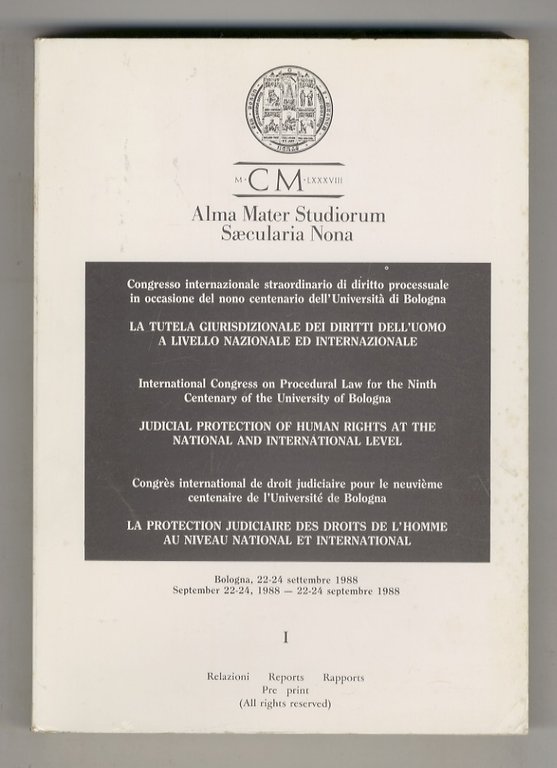 M · CM · LXXXVIII
Alma Mater Studiorum
Sæcularia Nona
Congresso internazionale straordinario di diritto processuale
in occasione del nono centenario dell'Università di Bologna
LA TUTELA GIURISDIZIONALE DEI DIRITTI DELL'UOMO
A LIVELLO NAZIONALE ED INTERNAZIONALE
International Congress on Procedural Law for the Ninth
Centenary of the University of Bologna
JUDICIAL PROTECTION OF HUMAN RIGHTS AT THE
NATIONAL AND INTERNATIONAL LEVEL
Congrès international de droit judiciaire pour le neuvième
centenaire de l'Université de Bologna
LA PROTECTION JUDICIAIRE DES DROITS DE L'HOMME
AU NIVEAU NATIONAL ET INTERNATIONAL
Bologna, 22-24 settembre 1988
September 22-24, 1988 — 22-24 septembre 1988
I
Relazioni Reports Rapports
Pre print
(All rights reserved)